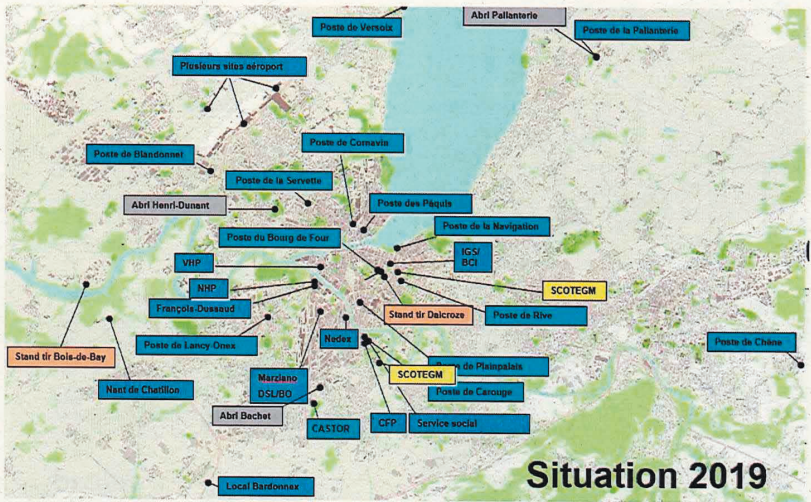 Poste de Versoix
Abri Pallanterie
Poste de la Pallanterie
Plusieurs sites aéroport
Poste de Cornavin
Poste de Blandonnet
Poste de la Servette
Abri Henri-Dunant
Poste des Pâquis
Poste de la Navigation
Poste du Bourg de Four
IGS/
BCI
VHP
NHP
SCOTEGM
François-Dussaud
Stand tir Dalcroze
Poste de Rive
Poste de Lancy-Onex
Nedex
Poste de Chêne
Stand tir Bois-de-Bay
de Plainpalais
Marziano
DSL/BO
SCOTEGM
Nant de Chatillon
Poste de Carouge
Abri Bachet
CASTOR
CFP
Service social
Local Bardonnex
Situation 2019